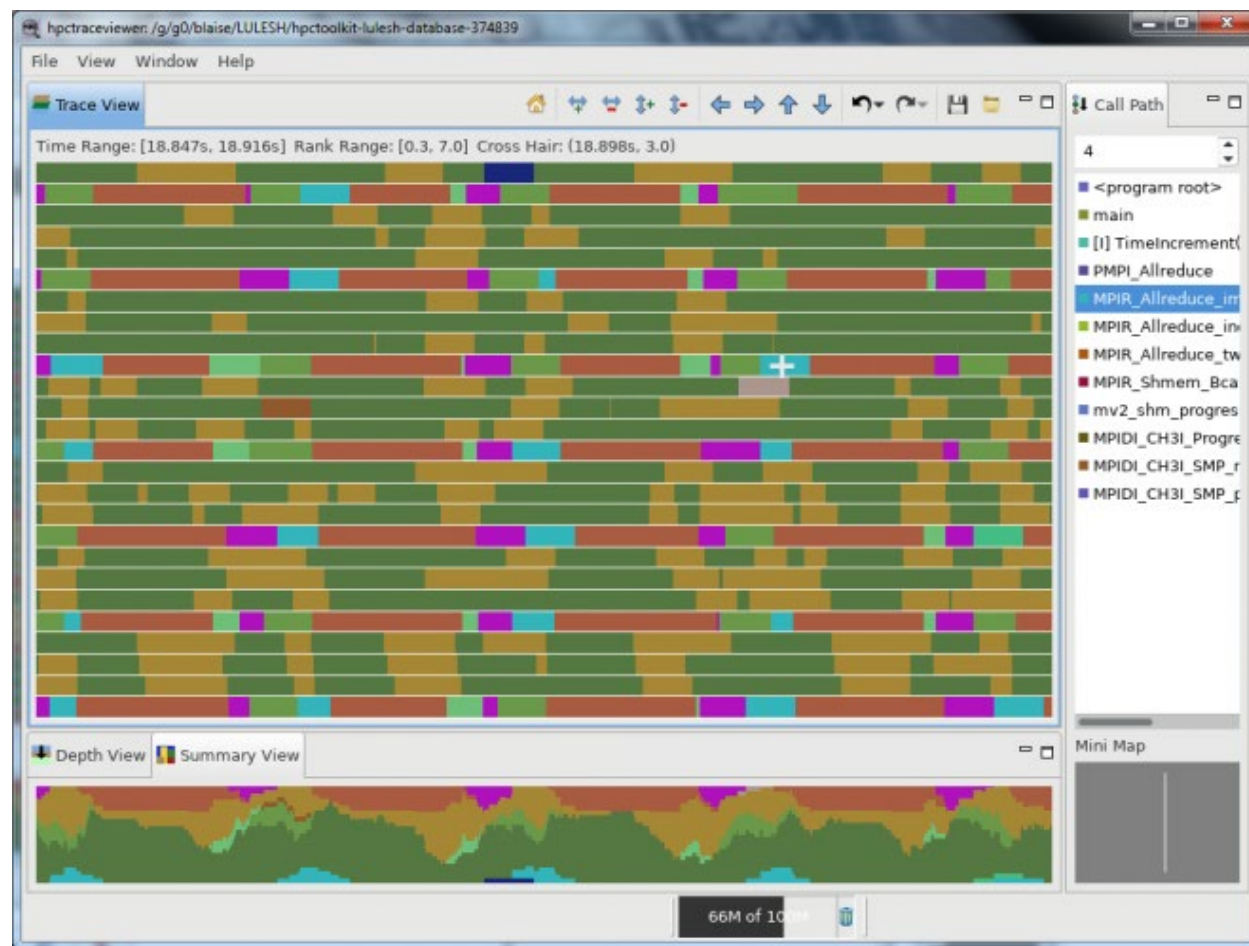 hpctraceviewer: /g/g0/blaise/LULESH/hpctoolkit-lulesh-database-374839
File View Window Help
Trace View
Call Path
Time Range: [18.847s, 18.916s] Rank Range: [0.3, 7.0] Cross Hair: (18.898s, 3.0)
4
<program root>
main
[I] TimeIncrement(
PMPI_Allreduce
MPIR_Allreduce_im
MPIR_Allreduce_in
MPIR_Allreduce_tw
MPIR_Shmem_Bca
mv2_shm_progres
MPIDI_CH3I_Progre
MPIDI_CH3I_SMP_r
MPIDI_CH3I_SMP_p
Depth View Summary View
Mini Map
66M of 100M